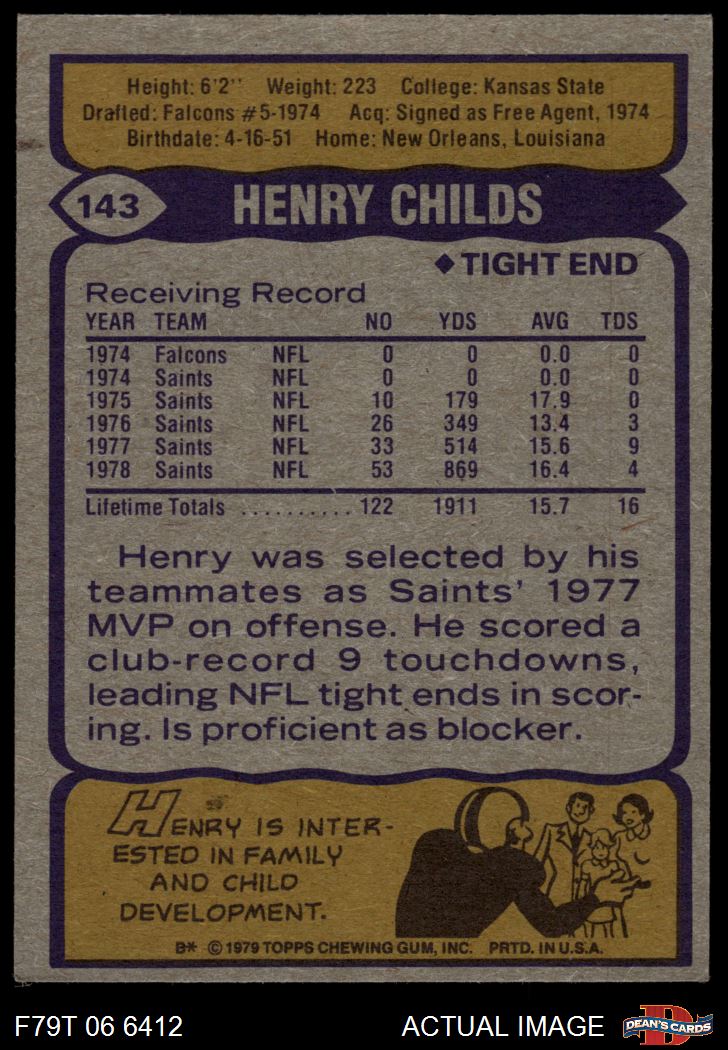 Height: 6'2'' Weight: 223 College: Kansas State
Drafted: Falcons #5-1974 Acq: Signed as Free Agent, 1974
Birthdate: 4-16-51 Home: New Orleans, Louisiana
143 HENRY CHILDS
◆TIGHT END
Receiving Record
YEAR TEAM NO YDS AVG TDS
1974 Falcons NFL 0 0 0.0 0
1974 Saints NFL 0 0 0.0 0
1975 Saints NFL 10 179 17.9 0
1976 Saints NFL 26 349 13.4 3
1977 Saints NFL 33 514 15.6 9
1978 Saints NFL 53 869 16.4 4
Lifetime Totals .......... 122 1911 15.7 16
Henry was selected by his
teammates as Saints' 1977
MVP on offense. He scored a
club-record 9 touchdowns,
leading NFL tight ends in scor-
ing. Is proficient as blocker.
HENRY IS INTER-
ESTED IN FAMILY
AND CHILD
DEVELOPMENT.
B* © 1979 TOPPS CHEWING GUM, INC. PRTD. IN U.S.A.
F79T 06 6412 ACTUAL IMAGE D DEAN'S CARDS